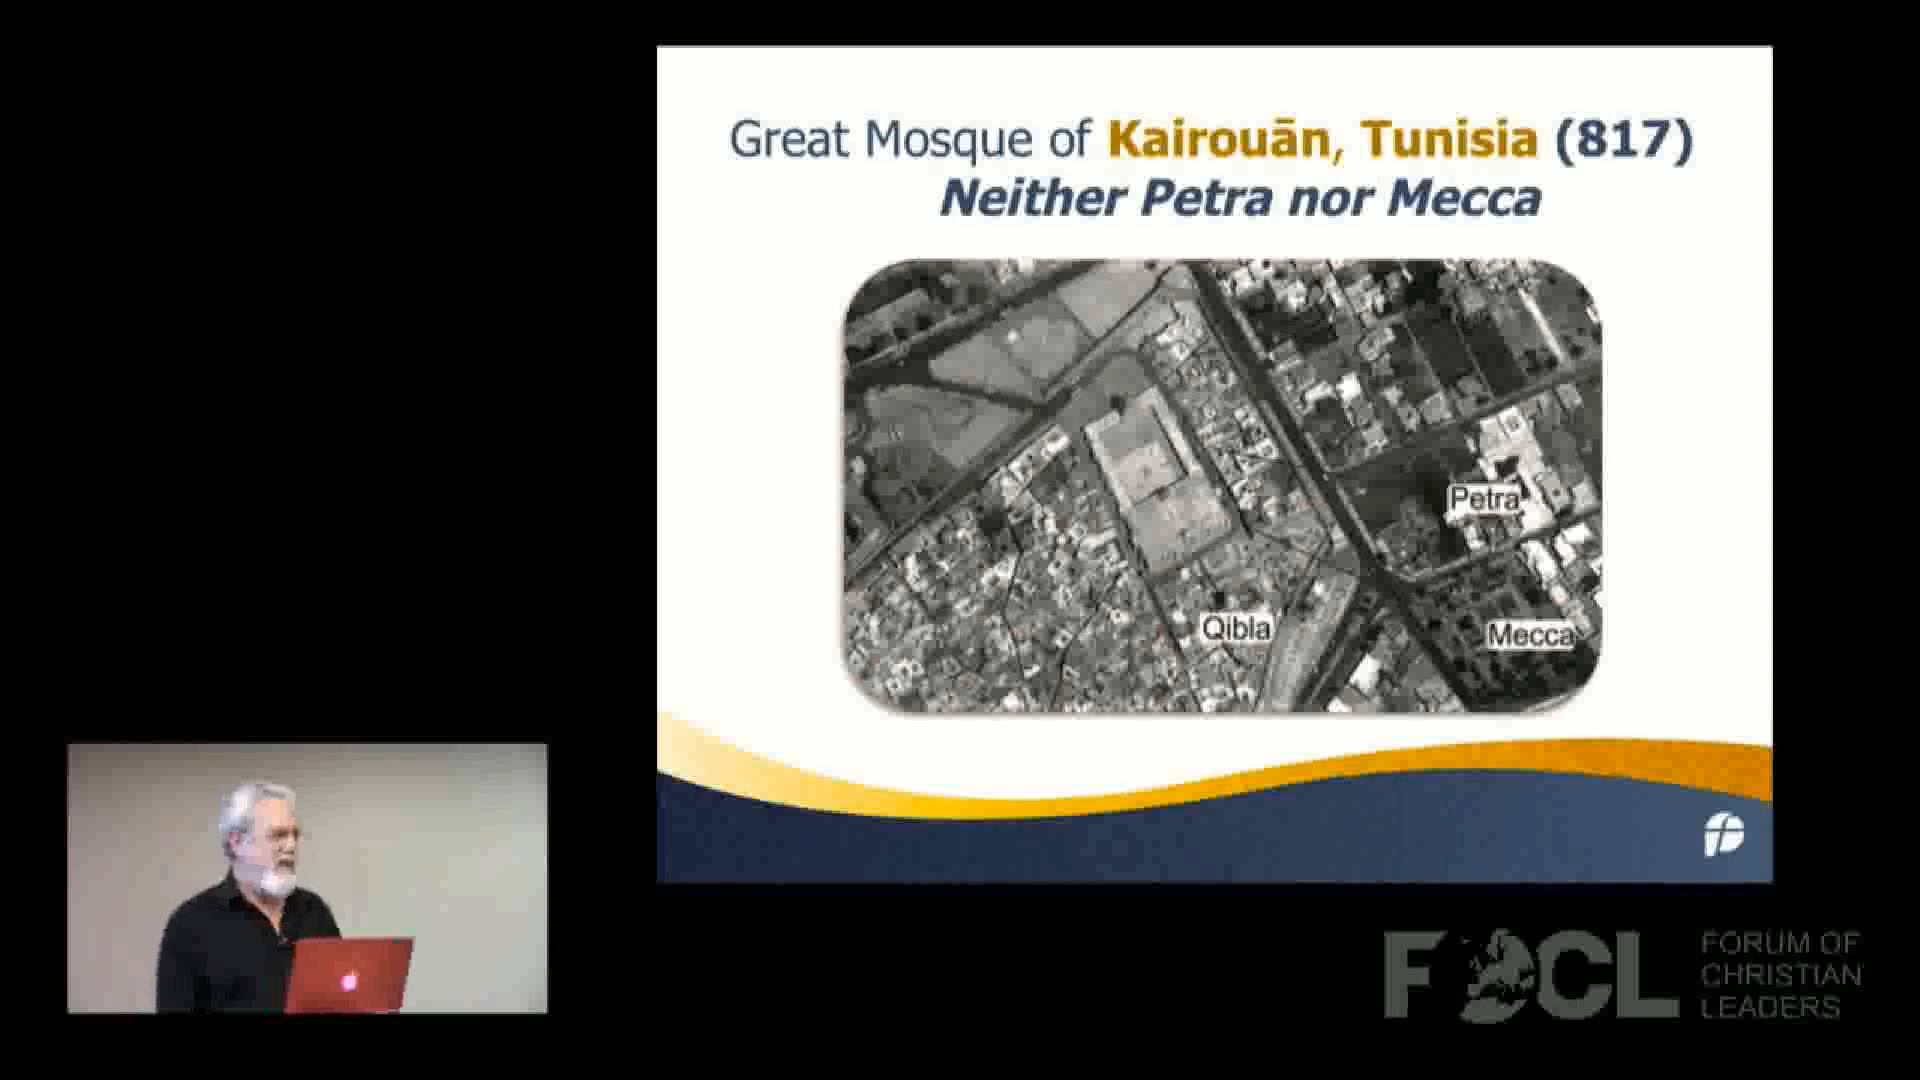 Great Mosque of Kairouān, Tunisia (817)
Neither Petra nor Mecca
Petra
Qibla
Mecca
FOCL
FORUM OF
CHRISTIAN
LEADERS